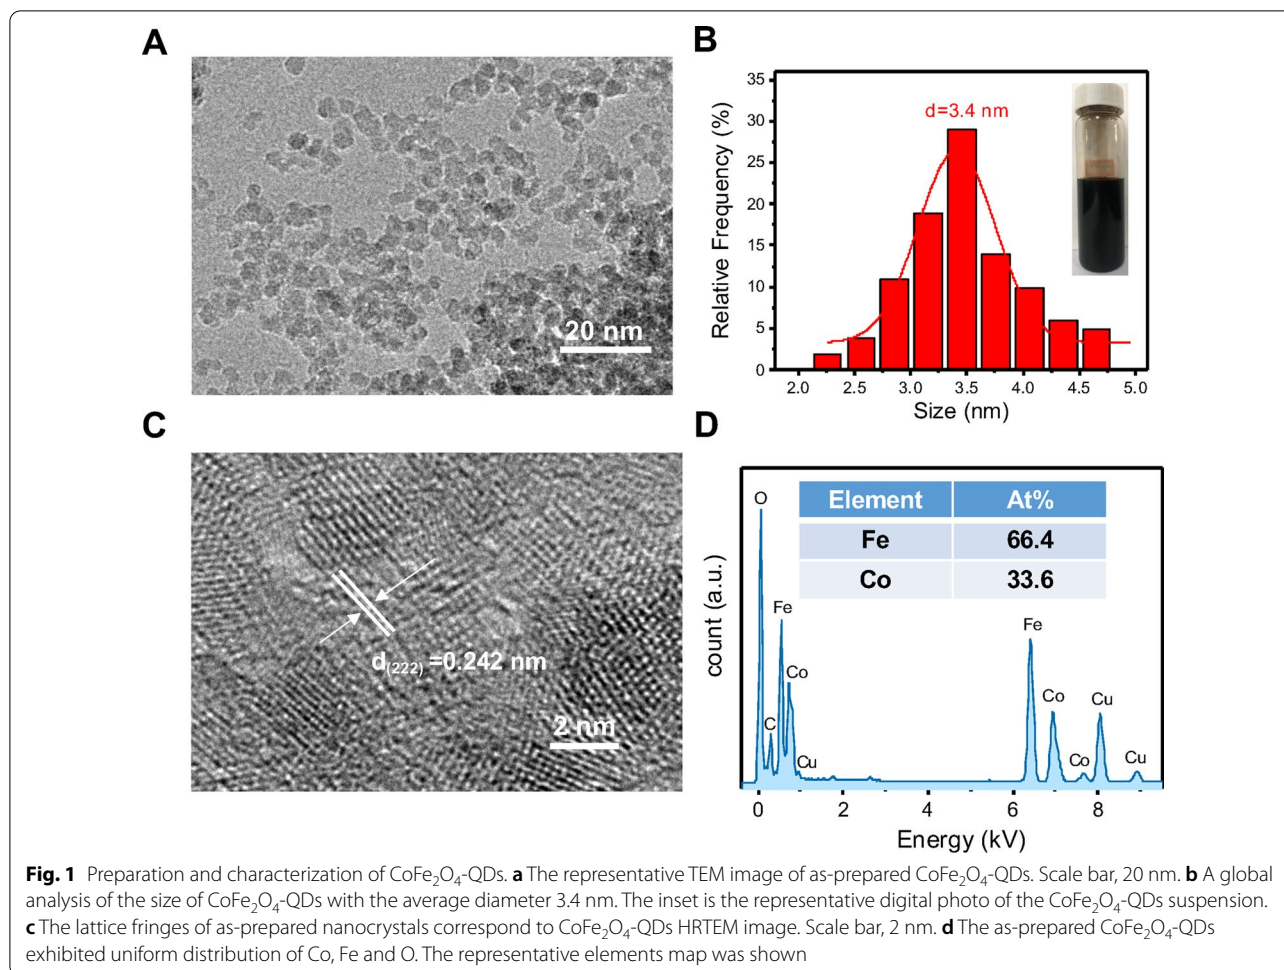 A
20 nm
B
Relative Frequency (%)
35
30
25
20
15
10
5
0
d=3.4 nm
2.0 2.5 3.0 3.5 4.0 4.5 5.0
Size (nm)
C
d(222) =0.242 nm
2 nm
D
count (a.u.)
Element At%
Fe 66.4
Co 33.6
O
Fe
Co
C
Cu
Fe
Co
Co
Cu
Cu
0 2 4 6 8
Energy (kV)
Fig. 1 Preparation and characterization of CoFe₂O₄-QDs. a The representative TEM image of as-prepared CoFe₂O₄-QDs. Scale bar, 20 nm. b A global
analysis of the size of CoFe₂O₄-QDs with the average diameter 3.4 nm. The inset is the representative digital photo of the CoFe₂O₄-QDs suspension.
c The lattice fringes of as-prepared nanocrystals correspond to CoFe₂O₄-QDs HRTEM image. Scale bar, 2 nm. d The as-prepared CoFe₂O₄-QDs
exhibited uniform distribution of Co, Fe and O. The representative elements map was shown